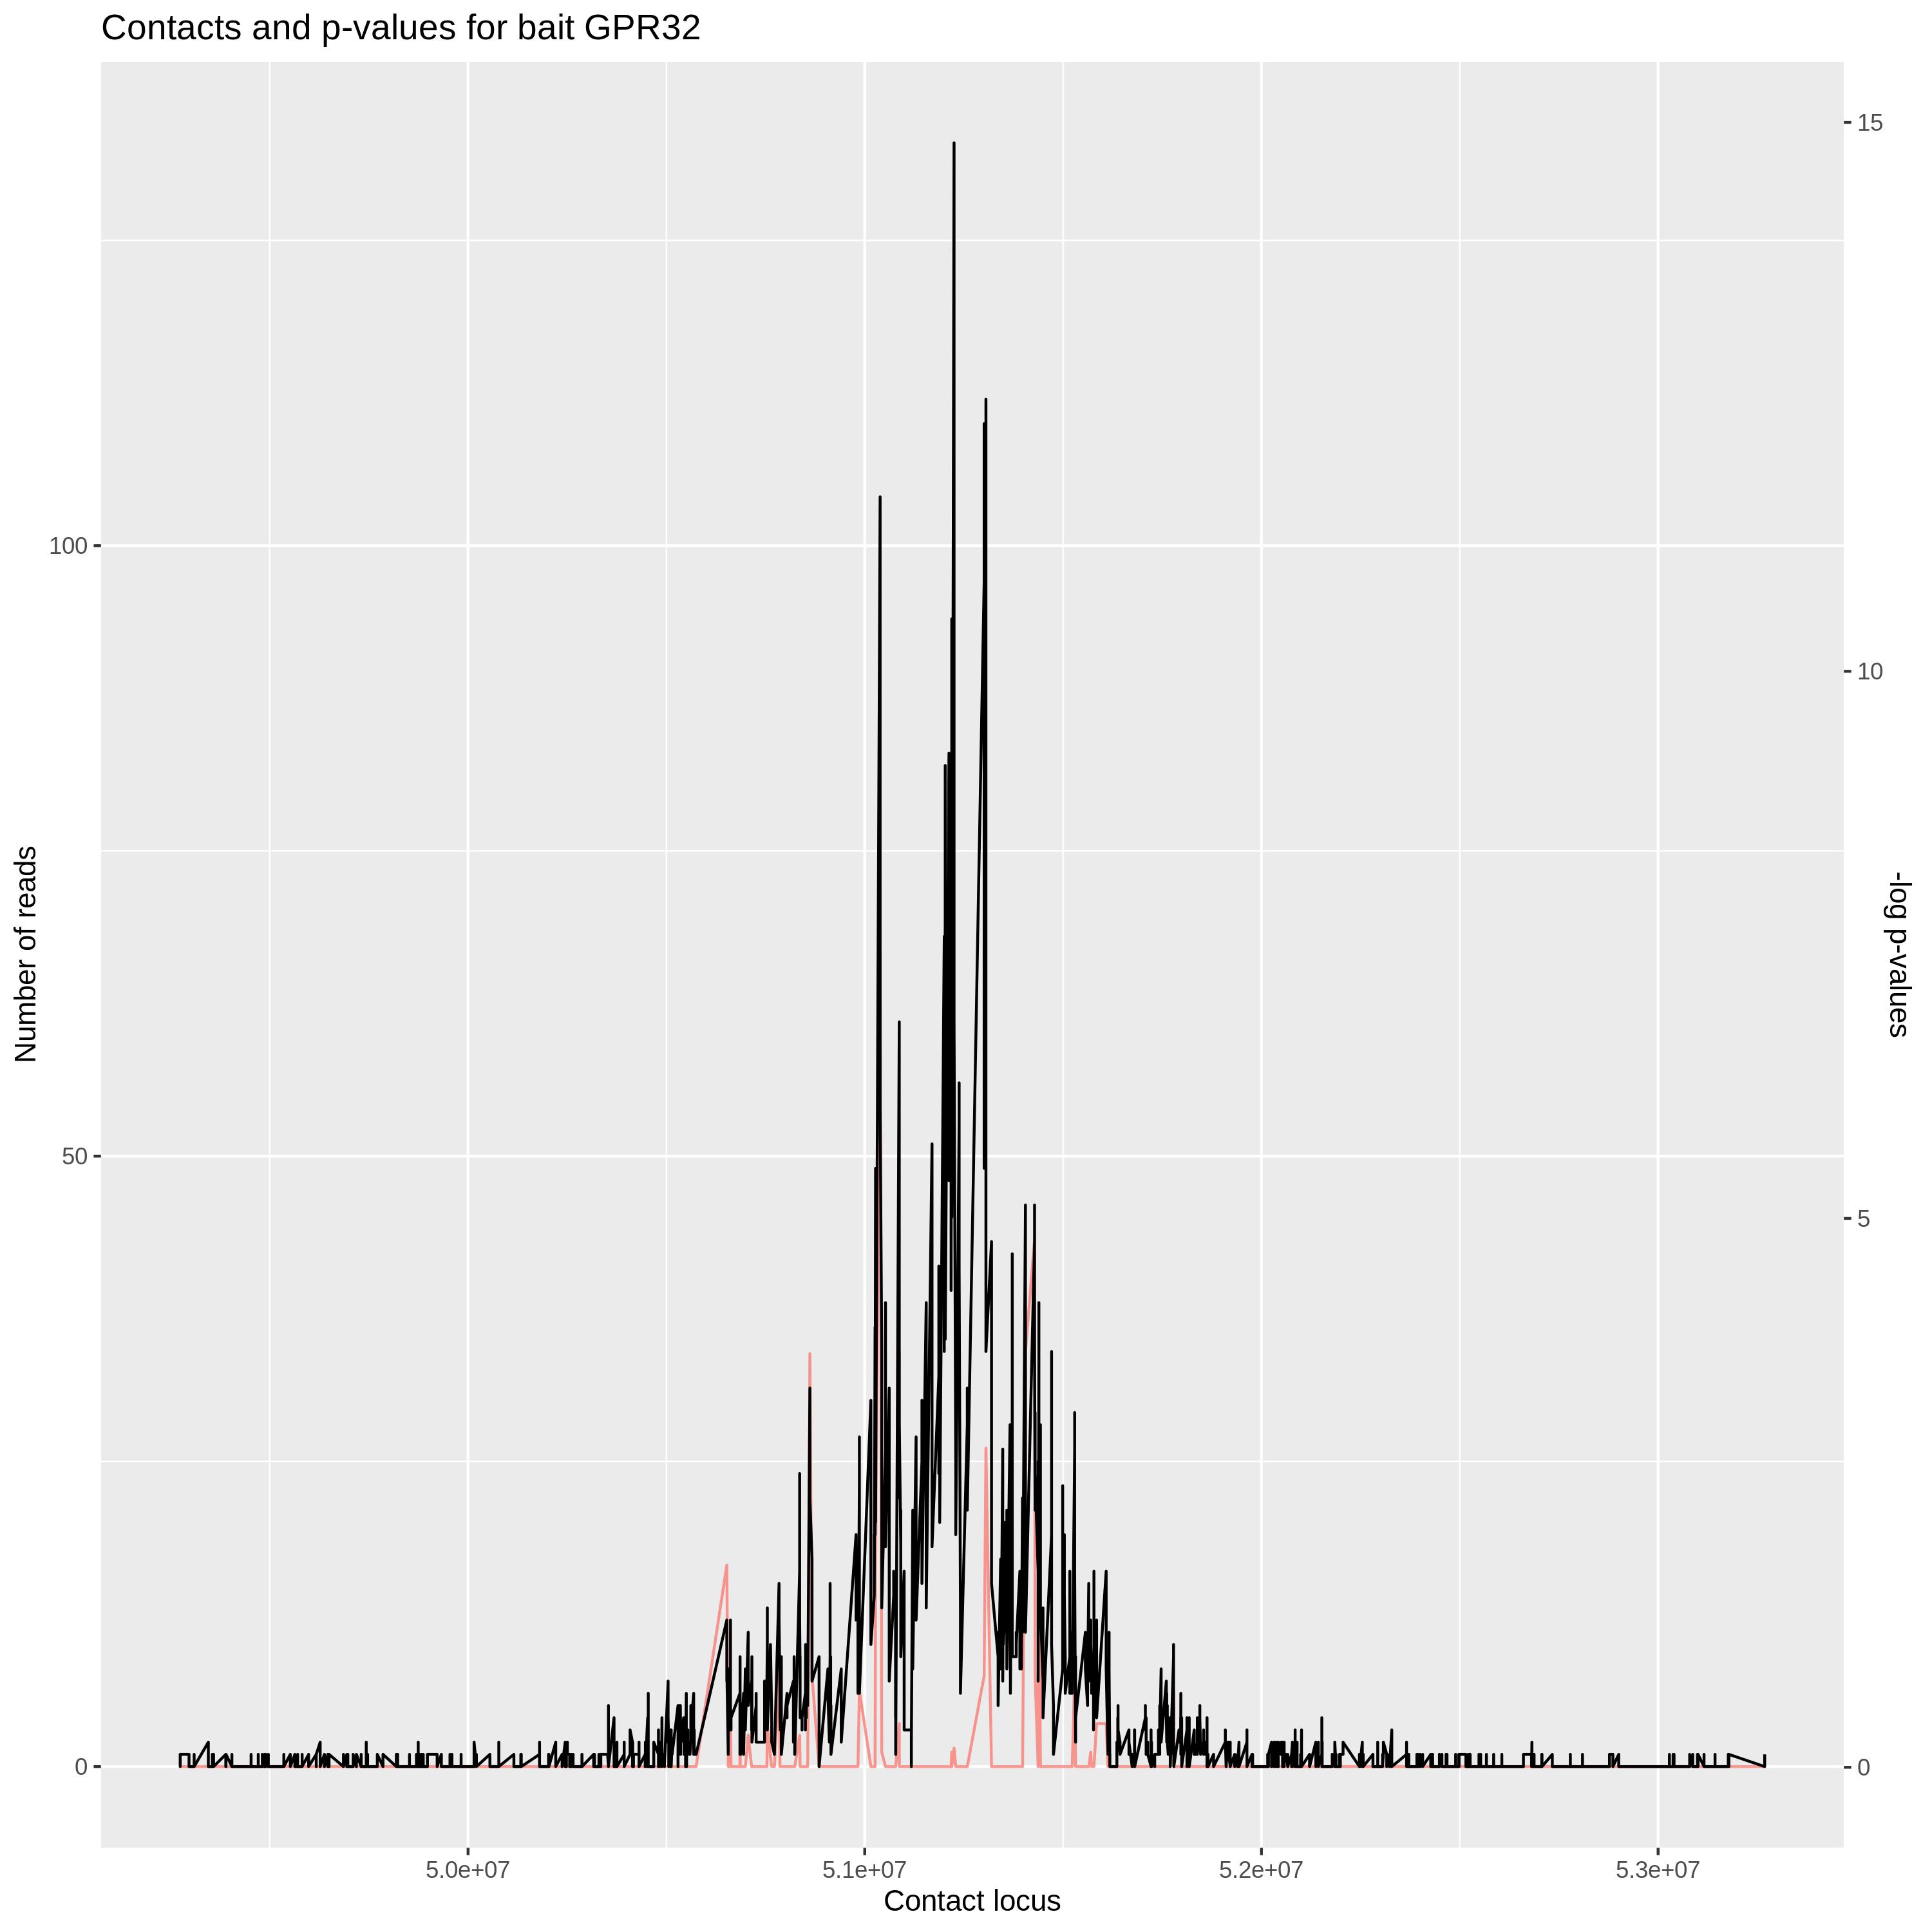 Contacts and p-values for bait GPR32
15
10
5
0
100
50
0
Number of reads
-log p-values
5.0e+07
5.1e+07
5.2e+07
5.3e+07
Contact locus